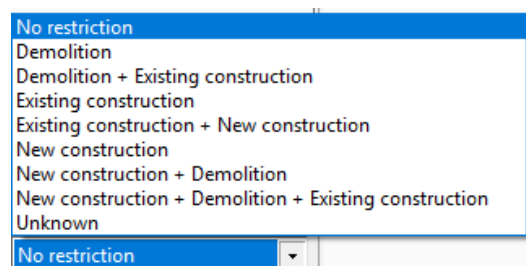 No restriction
Demolition
Demolition + Existing construction
Existing construction
Existing construction + New construction
New construction
New construction + Demolition
New construction + Demolition + Existing construction
Unknown
No restriction